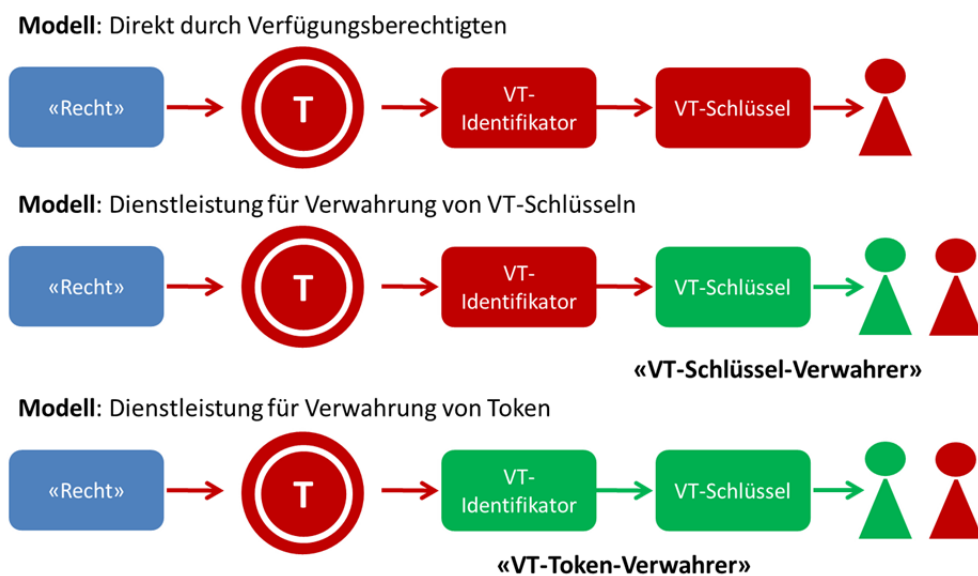 Modell: Direkt durch Verfügungsberechtigten
«Recht»
T
VT-
Identifikator
VT-Schlüssel
Modell: Dienstleistung für Verwahrung von VT-Schlüsseln
«Recht»
T
VT-
Identifikator
VT-Schlüssel
«VT-Schlüssel-Verwahrer»
Modell: Dienstleistung für Verwahrung von Token
«Recht»
T
VT-
Identifikator
VT-Schlüssel
«VT-Token-Verwahrer»